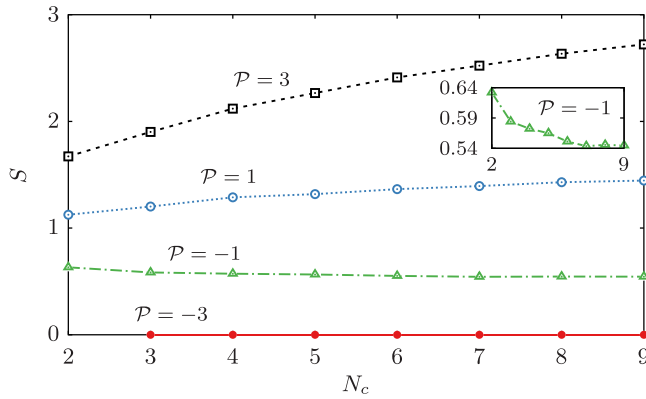 3
𝒫 = 3
0.64
𝒫 = −1
0.59
0.54
2
9
2
S
𝒫 = 1
1
𝒫 = −1
𝒫 = −3
0
2
3
4
5
6
7
8
9
N_c